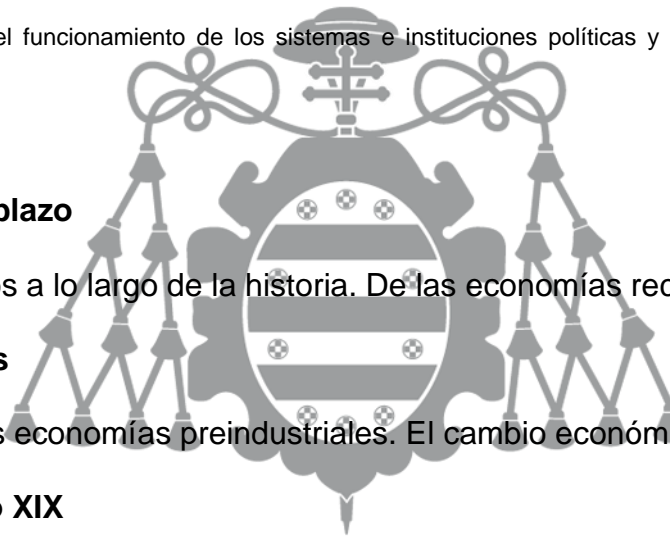 el funcionamiento de los sistemas e instituciones políticas y
plazo
s a lo largo de la historia. De las economías rec
s
s economías preindustriales. El cambio económ
XIX